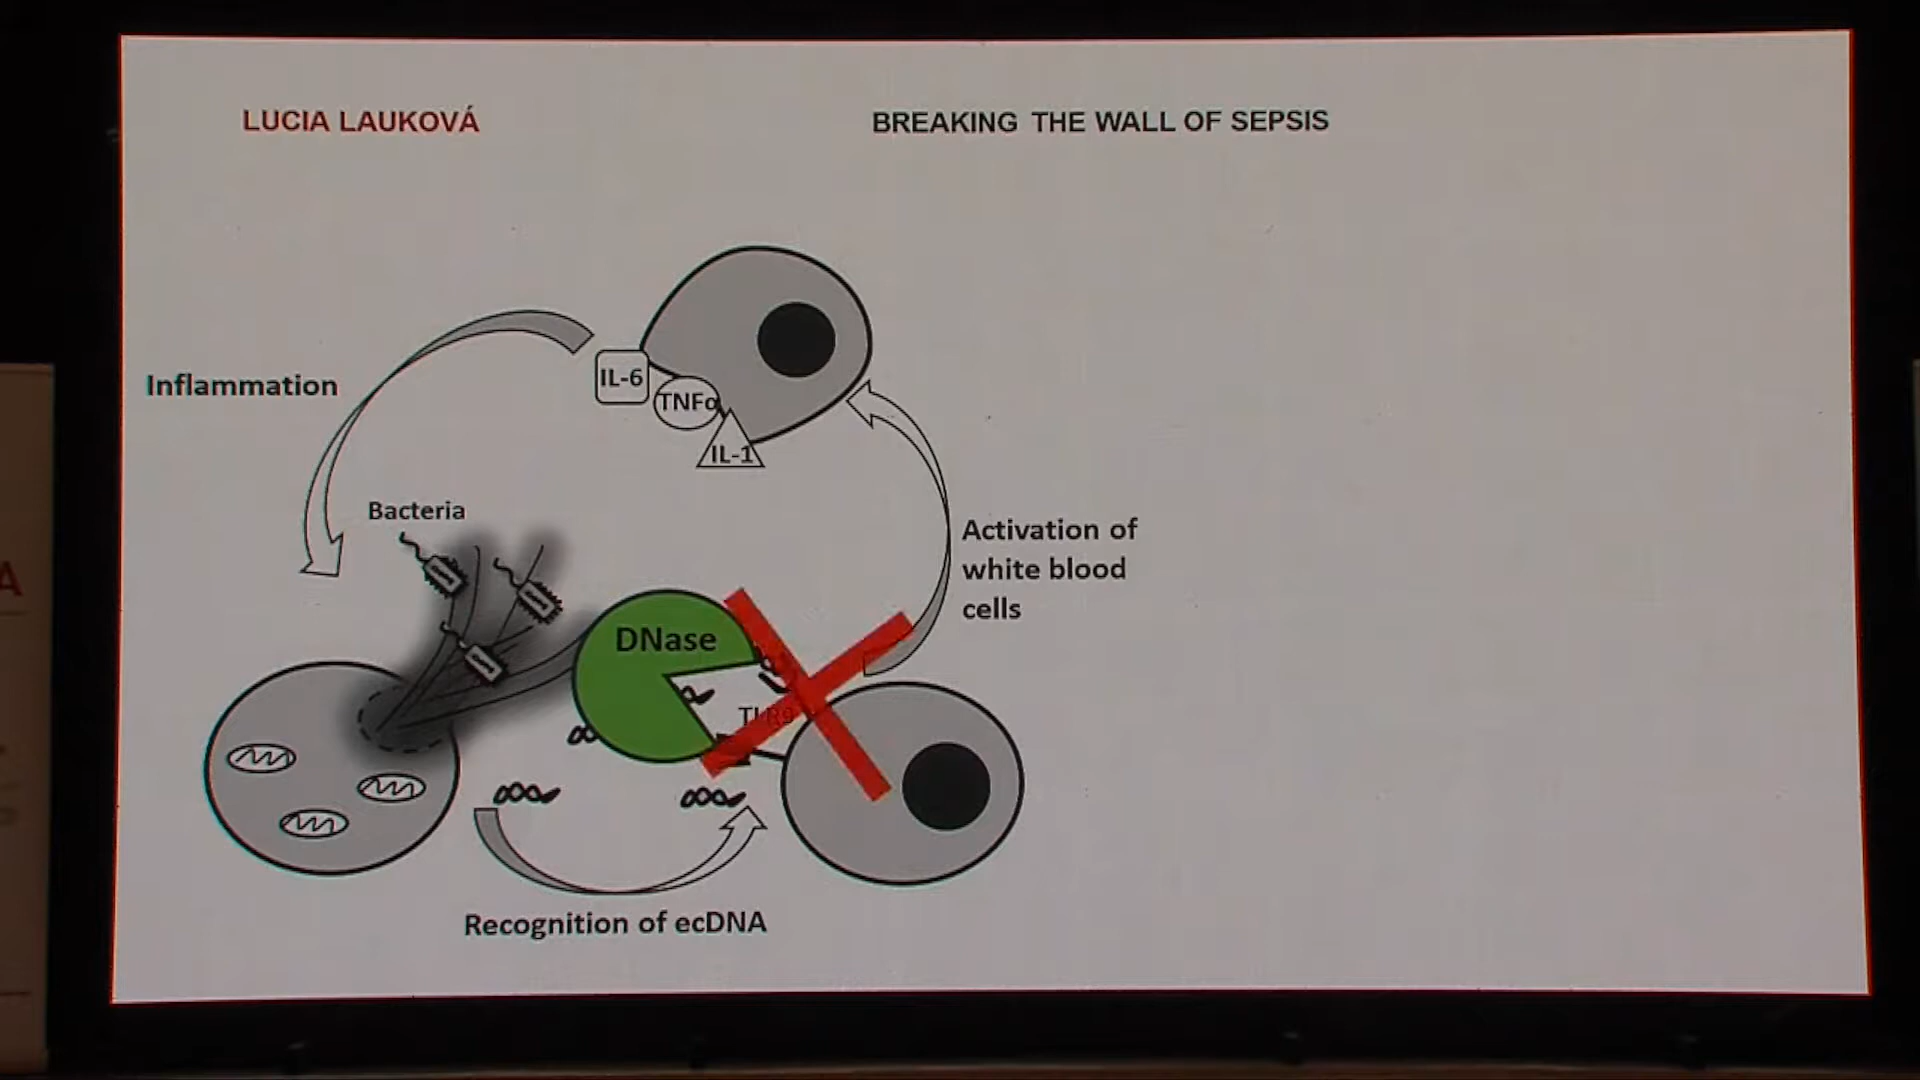 LUCIA LAUKOVÁ
BREAKING THE WALL OF SEPSIS
IL-6
TNFα
IL-1
Inflammation
Bacteria
Activation of
white blood
cells
DNase
TLR9
Recognition of ecDNA
A